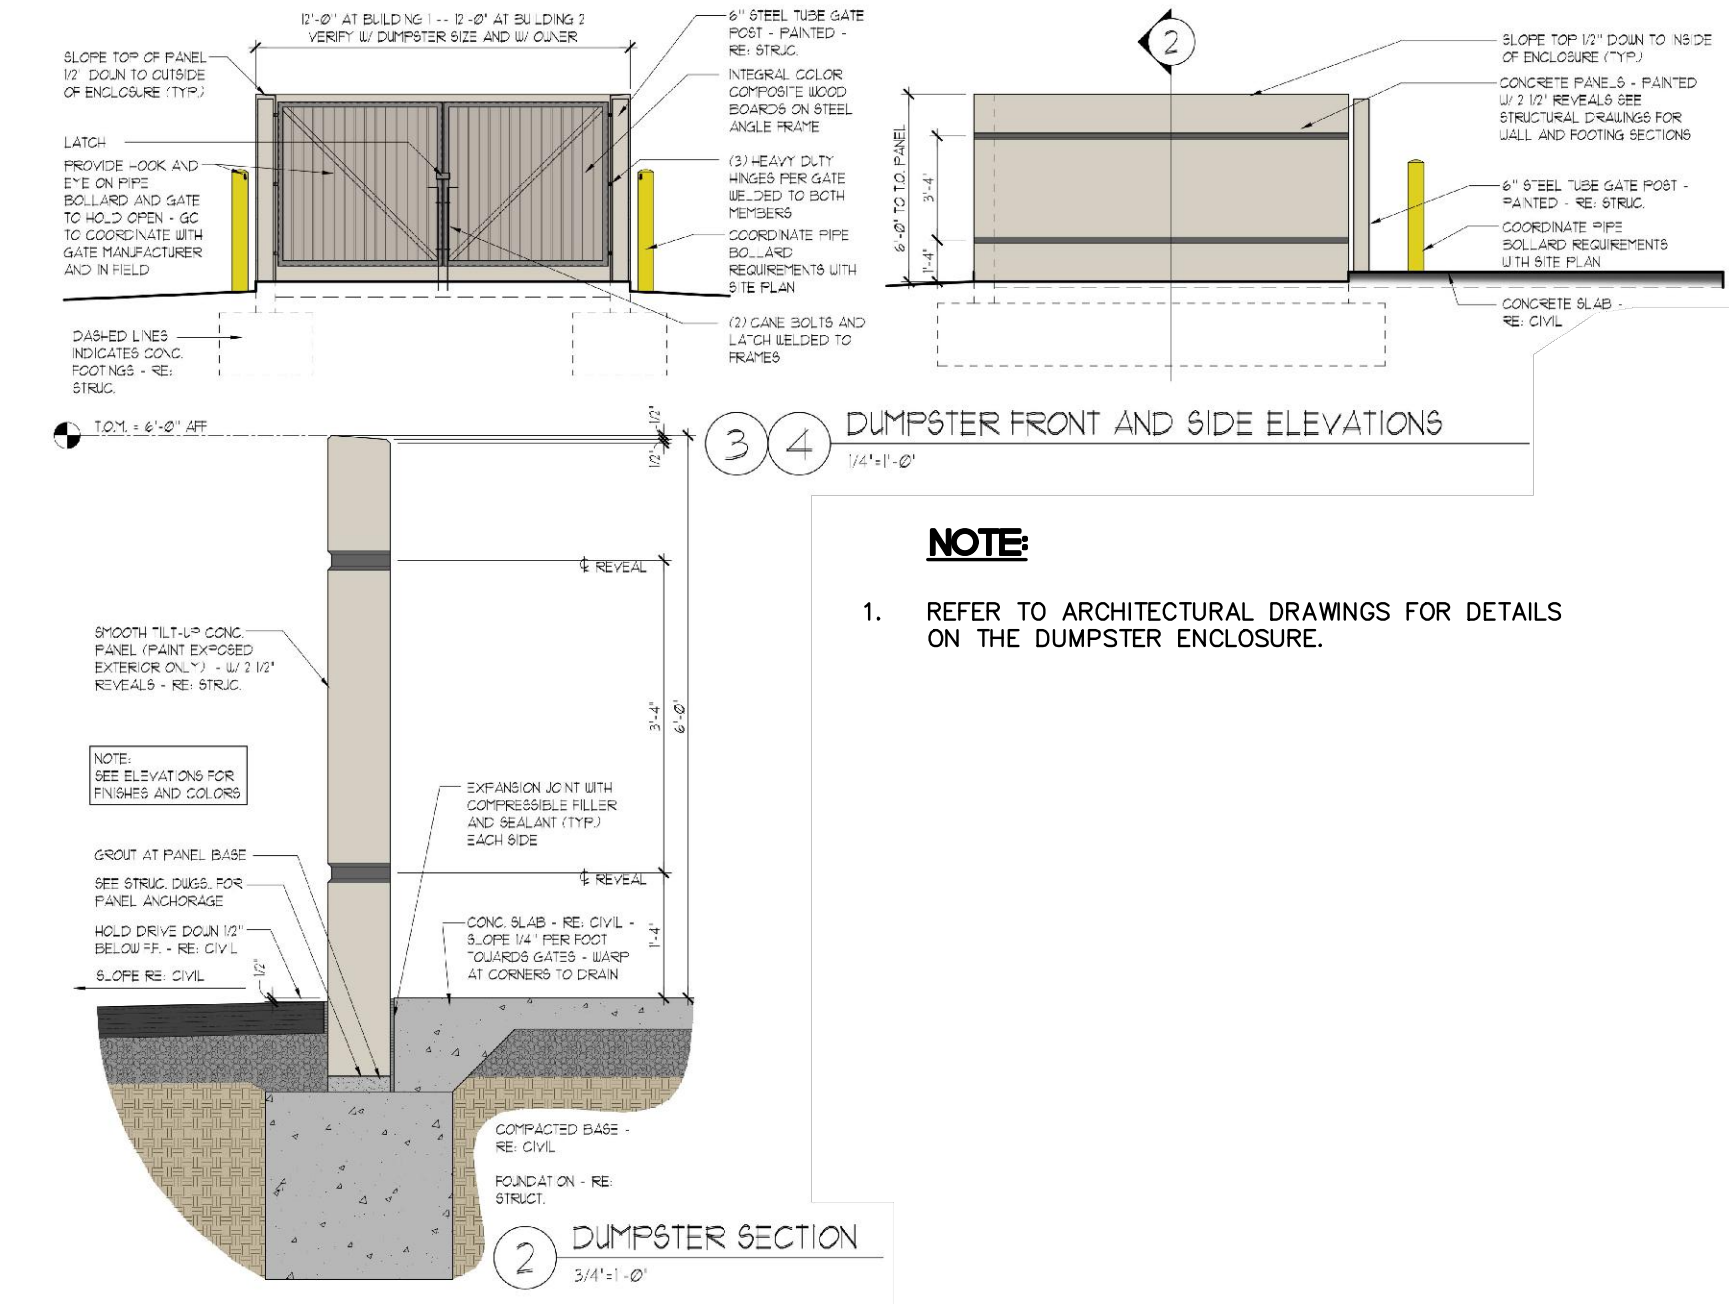 12'-0" AT BUILDING 1 -- 12'-0" AT BUILDING 2
VERIFY W/ DUMPSTER SIZE AND W/ OWNER
SLOPE TOP OF PANEL
1/2" DOWN TO OUTSIDE
OF ENCLOSURE (TYP.)
LATCH
PROVIDE HOOK AND
EYE ON PIPE
BOLLARD AND GATE
TO HOLD OPEN - GC
TO COORDINATE WITH
GATE MANUFACTURER
AND IN FIELD
DASHED LINES
INDICATES CONC.
FOOTINGS - RE:
STRUC.
6" STEEL TUBE GATE
POST - PAINTED -
RE: STRUC.
INTEGRAL COLOR
COMPOSITE WOOD
BOARDS ON STEEL
ANGLE FRAME
(3) HEAVY DUTY
HINGES PER GATE
WELDED TO BOTH
MEMBERS
COORDINATE PIPE
BOLLARD
REQUIREMENTS WITH
SITE PLAN
(2) CANE BOLTS AND
LATCH WELDED TO
FRAMES
2
6'-0" TO T.O. PANEL
3'-4"
1'-4"
SLOPE TOP 1/2" DOWN TO INSIDE
OF ENCLOSURE (TYP.)
CONCRETE PANELS - PAINTED
W/ 2 1/2" REVEALS SEE
STRUCTURAL DRAWINGS FOR
WALL AND FOOTING SECTIONS
6" STEEL TUBE GATE POST -
PAINTED - RE: STRUC.
COORDINATE PIPE
BOLLARD REQUIREMENTS
WITH SITE PLAN
CONCRETE SLAB -
RE: CIVIL
3 4 DUMPSTER FRONT AND SIDE ELEVATIONS
1/4"=1'-0"
T.O.M. = 6'-0" AFF
1/2"
1/2"
℄ REVEAL
SMOOTH TILT-UP CONC.
PANEL (PAINT EXPOSED
EXTERIOR ONLY) - W/ 2 1/2"
REVEALS - RE: STRUC.
3'-4"
6'-0"
NOTE:
SEE ELEVATIONS FOR
FINISHES AND COLORS
EXPANSION JOINT WITH
COMPRESSIBLE FILLER
AND SEALANT (TYP.)
EACH SIDE
GROUT AT PANEL BASE
SEE STRUC. DWGS. FOR
PANEL ANCHORAGE
HOLD DRIVE DOWN 1/2"
BELOW F.F. - RE: CIVIL
SLOPE RE: CIVIL
1/2"
℄ REVEAL
CONC. SLAB - RE: CIVIL -
SLOPE 1/4" PER FOOT
TOWARDS GATES - WARP
AT CORNERS TO DRAIN
1'-4"
COMPACTED BASE -
RE: CIVIL
FOUNDATION - RE:
STRUCT.
2 DUMPSTER SECTION
3/4"=1'-0"
NOTE:
1. REFER TO ARCHITECTURAL DRAWINGS FOR DETAILS
ON THE DUMPSTER ENCLOSURE.